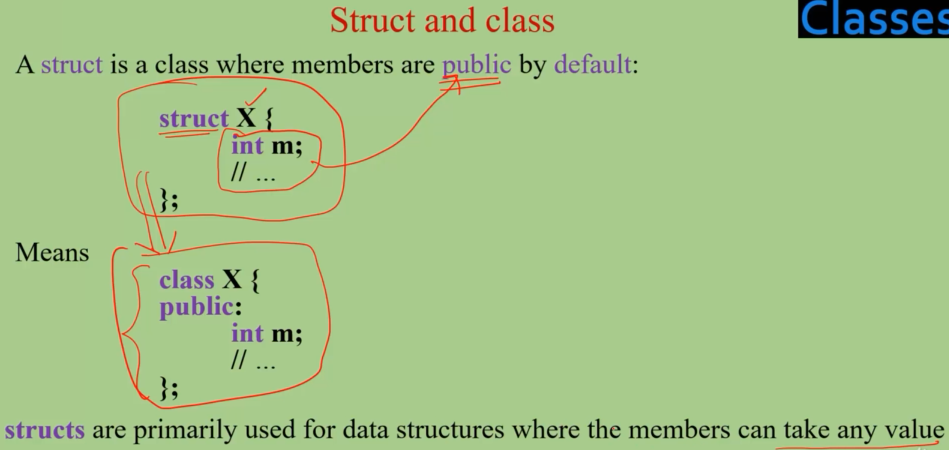 Struct and class
Classes
A struct is a class where members are public by default:
struct X {
int m;
// ...
};
Means
class X {
public:
int m;
// ...
};
structs are primarily used for data structures where the members can take any value